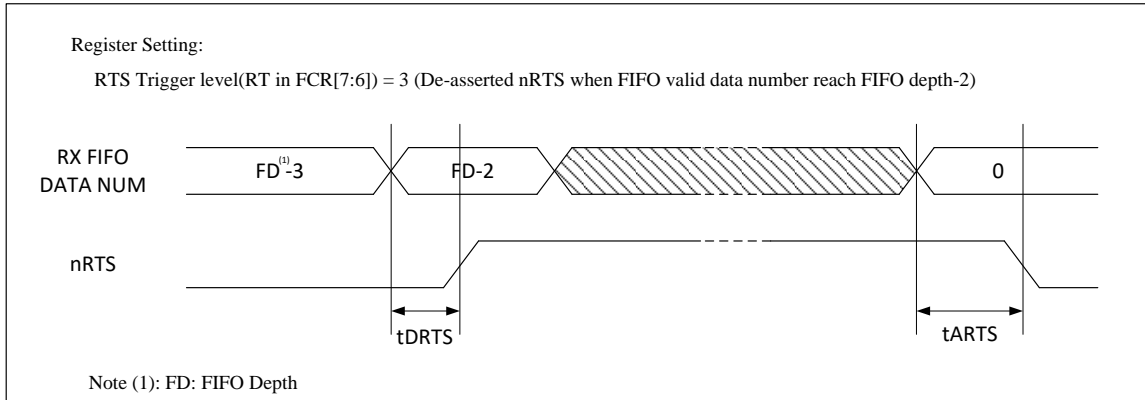 Register Setting:
RTS Trigger level(RT in FCR[7:6]) = 3 (De-asserted nRTS when FIFO valid data number reach FIFO depth-2)
RX FIFO
DATA NUM
FD(1)-3
FD-2
0
nRTS
tDRTS
tARTS
Note (1): FD: FIFO Depth